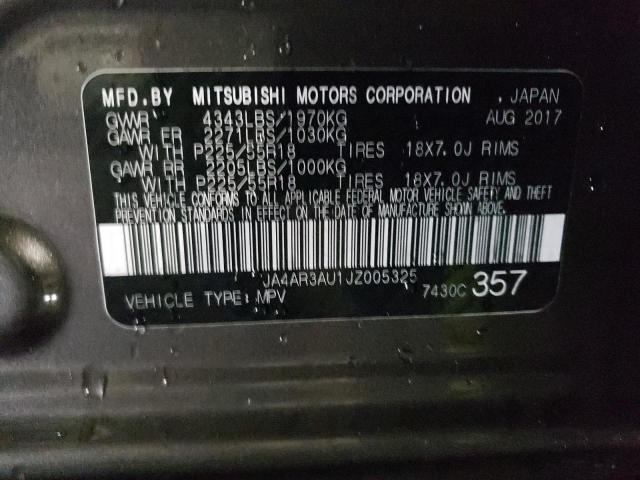 MFD.BY MITSUBISHI MOTORS CORPORATION , JAPAN
GVWR 4343LBS/1970KG AUG 2017
GAWR FR 2271LBS/1030KG
WITH P225/55R18 TIRES 18X7.0J RIMS
GAWR RR 2205LBS/1000KG
WITH P225/55R18 TIRES 18X7.0J RIMS
THIS VEHICLE CONFORMS TO ALL APPLICABLE FEDERAL MOTOR VEHICLE SAFETY AND THEFT
PREVENTION STANDARDS IN EFFECT ON THE DATE OF MANUFACTURE SHOWN ABOVE.
JA4AR3AU1JZ005325
VEHICLE TYPE: MPV 7430C 357